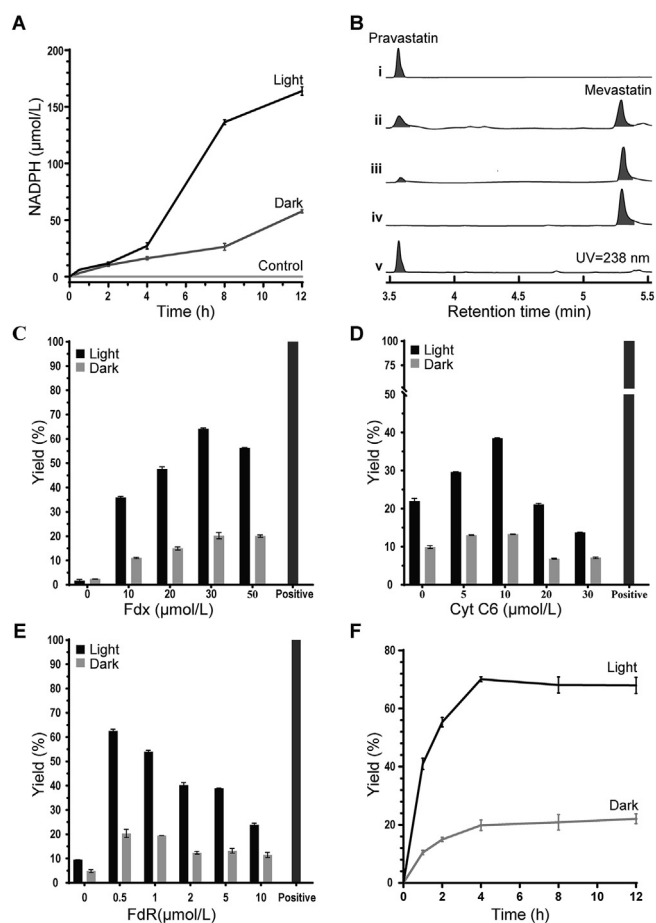 A
NADPH (μmol/L)
200
150
100
50
0
Light
Dark
Control
0 2 4 6 8 10 12
Time (h)
B
Pravastatin
Mevastatin
i
ii
iii
iv
v
UV=238 nm
3.5 4 4.5 5 5.5
Retention time (min)
C
Light
Dark
Yield (%)
100
90
80
70
60
50
40
30
20
10
0
0 10 20 30 50 Positive
Fdx (μmol/L)
D
Light
Dark
Yield (%)
100
75
50
40
30
20
10
0
0 5 10 20 30 Positive
Cyt C6 (μmol/L)
E
Light
Dark
Yield (%)
100
90
80
70
60
50
40
30
20
10
0
0 0.5 1 2 5 10 Positive
FdR(μmol/L)
F
Yield (%)
80
60
40
20
0
Light
Dark
0 2 4 6 8 10 12
Time (h)